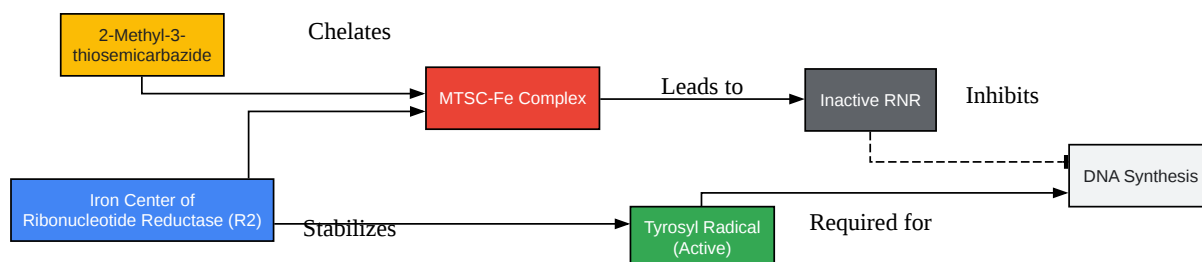 2-Methyl-3-
thiosemicarbazide
Chelates
MTSC-Fe Complex
Leads to
Inactive RNR
Inhibits
DNA Synthesis
Iron Center of
Ribonucleotide Reductase (R2)
Stabilizes
Tyrosyl Radical
(Active)
Required for